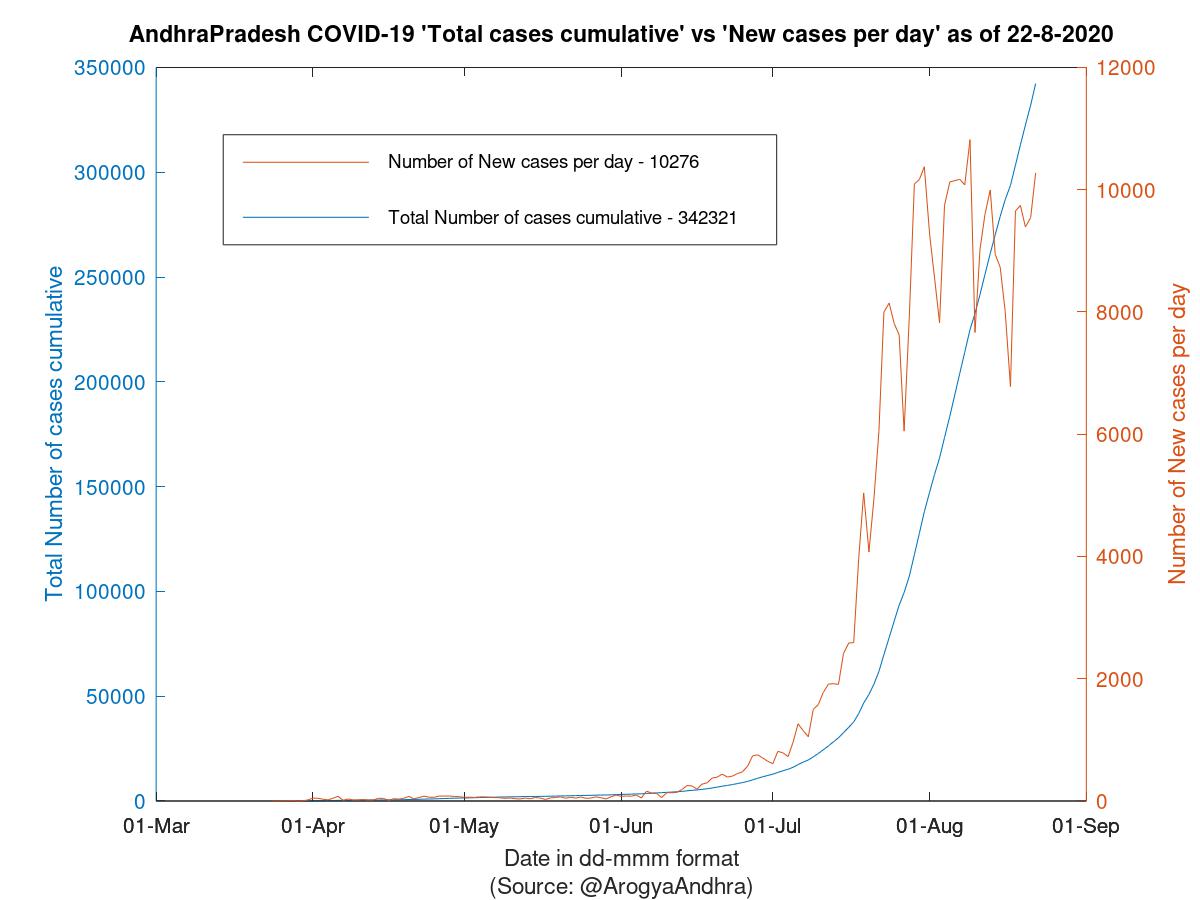 AndhraPradesh COVID-19 'Total cases cumulative' vs 'New cases per day' as of 22-8-2020
350000
300000
250000
200000
150000
100000
50000
0
Total Number of cases cumulative
Number of New cases per day - 10276
Total Number of cases cumulative - 342321
12000
10000
8000
6000
4000
2000
0
Number of New cases per day
01-Mar 01-Apr 01-May 01-Jun 01-Jul 01-Aug 01-Sep
Date in dd-mmm format
(Source: @ArogyaAndhra)